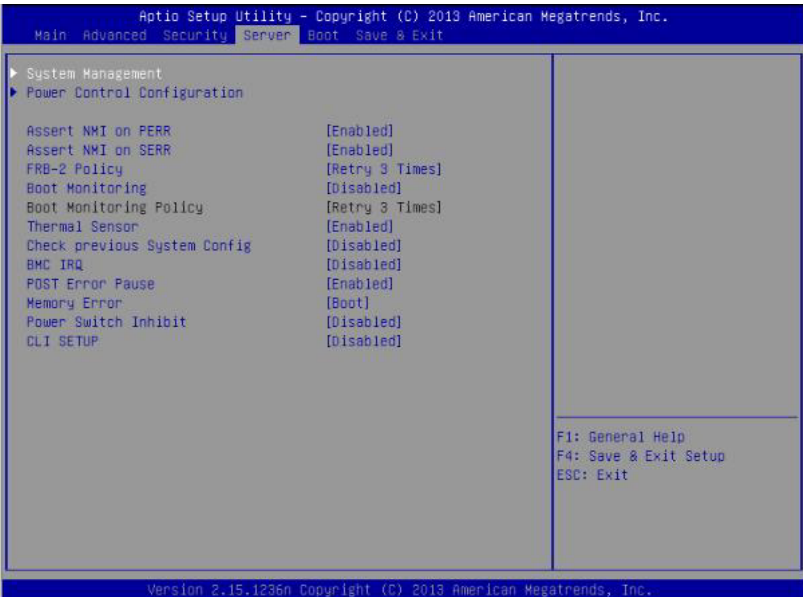 Aptio Setup Utility – Copyright (C) 2013 American Megatrends, Inc.
Main Advanced Security Server Boot Save & Exit
System Management
Power Control Configuration
Assert NMI on PERR [Enabled]
Assert NMI on SERR [Enabled]
FRB-2 Policy [Retry 3 Times]
Boot Monitoring [Disabled]
Boot Monitoring Policy [Retry 3 Times]
Thermal Sensor [Enabled]
Check previous System Config [Disabled]
BMC IRQ [Disabled]
POST Error Pause [Enabled]
Memory Error [Boot]
Power Switch Inhibit [Disabled]
CLI SETUP [Disabled]
F1: General Help
F4: Save & Exit Setup
ESC: Exit
Version 2.15.1236n Copyright (C) 2013 American Megatrends, Inc.